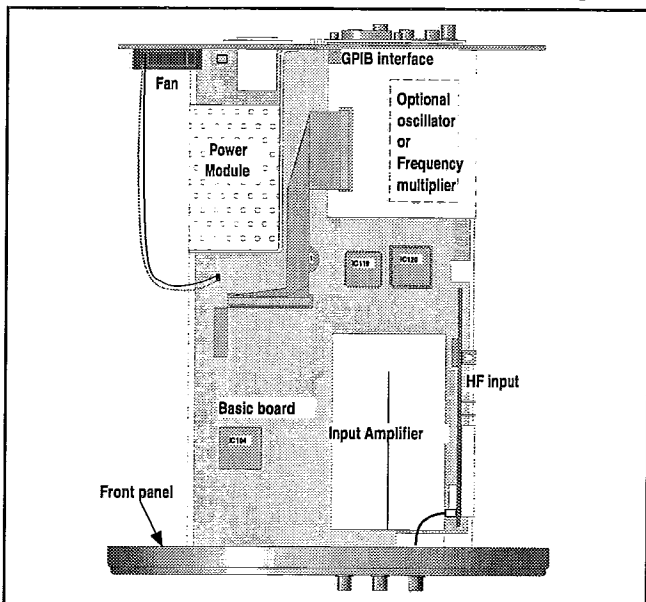 GPIB interface
Fan
Optional
oscillator
or
Frequency
multiplier
Power
Module
IC119
IC120
HF input
Basic board
Input Amplifier
IC104
Front panel